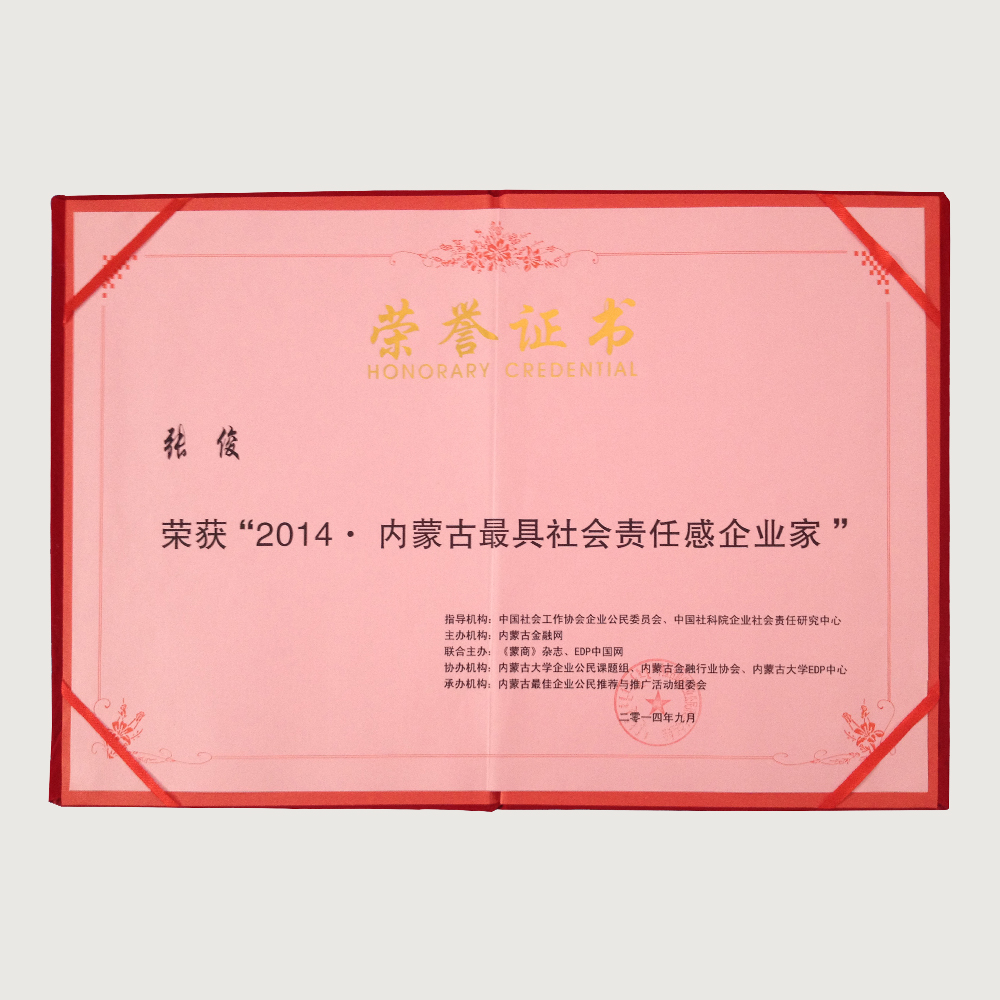 荣誉证书
HONORARY CREDENTIAL
张 俊
荣获“2014· 内蒙古最具社会责任感企业家”
指导机构：中国社会工作协会企业公民委员会、中国社科院企业社会责任研究中心
主办机构：内蒙古金融网
联合主办：《蒙商》杂志、EDP中国网
协办机构：内蒙古大学企业公民课题组、内蒙古金融行业协会、内蒙古大学EDP中心
承办机构：内蒙古最佳企业公民推荐与推广活动组委会
二零一四年九月